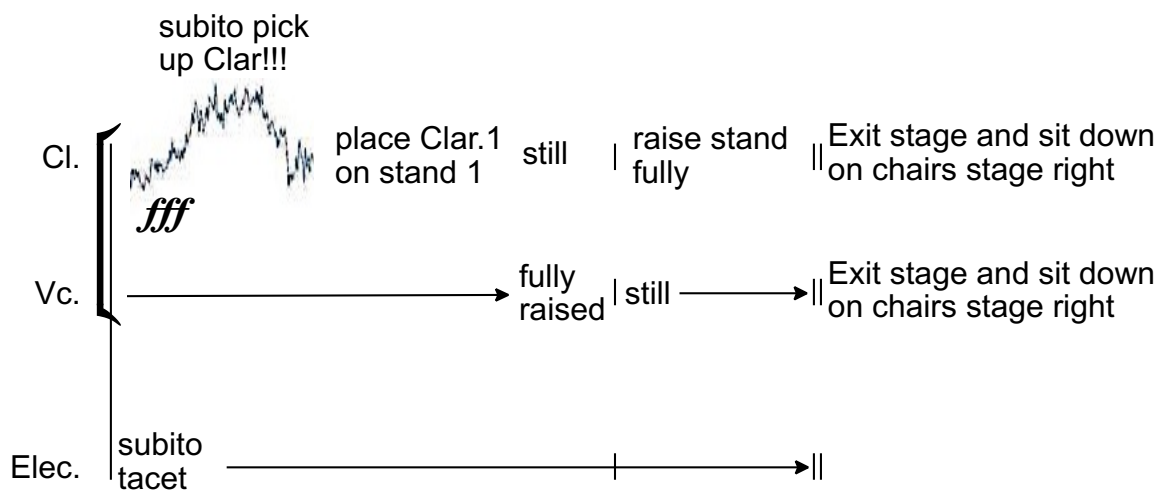 subito pick
up Clar!!!
Cl.
fff
place Clar.1
on stand 1
still
raise stand
fully
Exit stage and sit down
on chairs stage right
Vc.
fully
raised
still
Exit stage and sit down
on chairs stage right
Elec.
subito
tacet